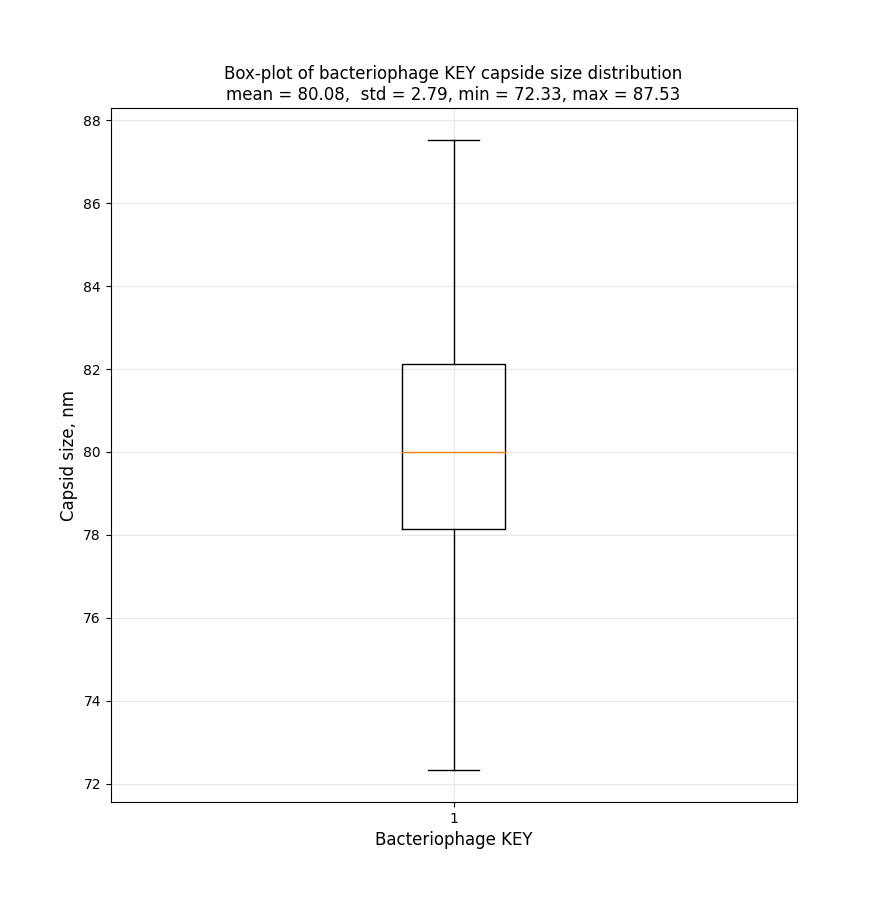 Box-plot of bacteriophage KEY capside size distribution
mean = 80.08,  std = 2.79, min = 72.33, max = 87.53
88
86
84
82
80
78
76
74
72
Capsid size, nm
1
Bacteriophage KEY